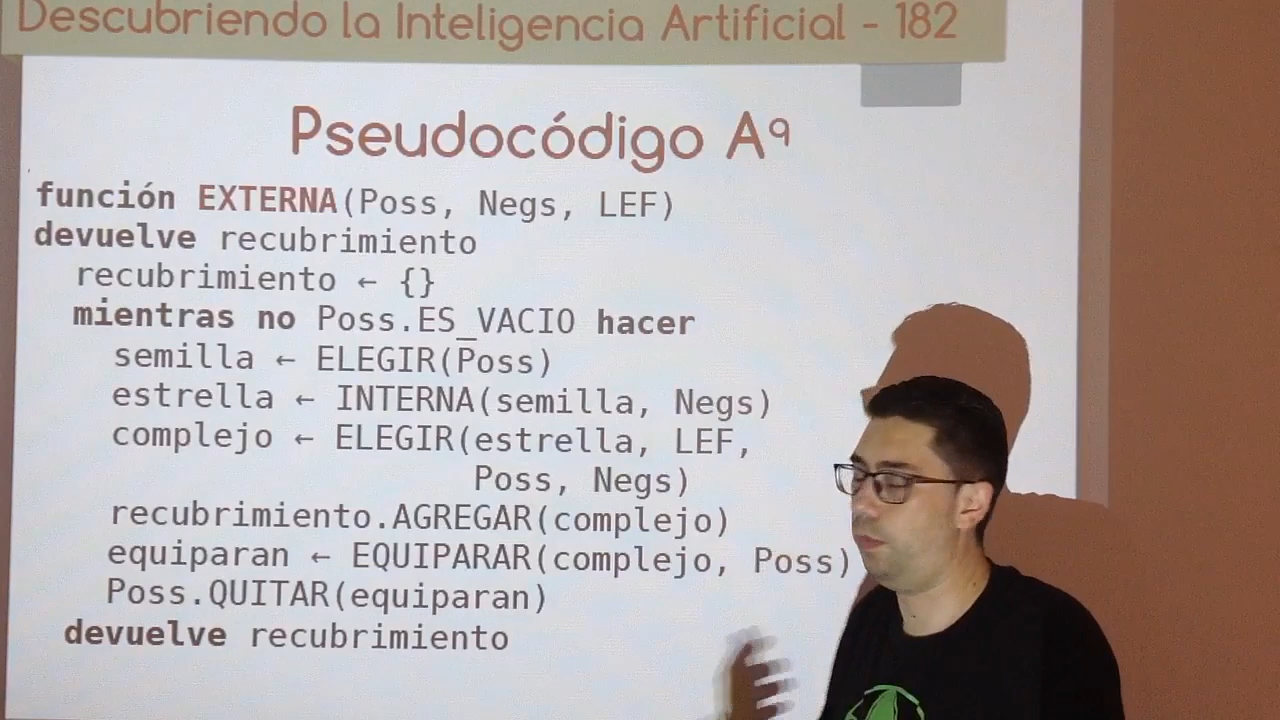 Descubriendo la Inteligencia Artificial - 182
Pseudocódigo A^q
función EXTERNA(Poss, Negs, LEF)
devuelve recubrimiento
recubrimiento ← {}
mientras no Poss.ES_VACIO hacer
semilla ← ELEGIR(Poss)
estrella ← INTERNA(semilla, Negs)
complejo ← ELEGIR(estrella, LEF,
Poss, Negs)
recubrimiento.AGREGAR(complejo)
equiparan ← EQUIPARAR(complejo, Poss)
Poss.QUITAR(equiparan)
devuelve recubrimiento